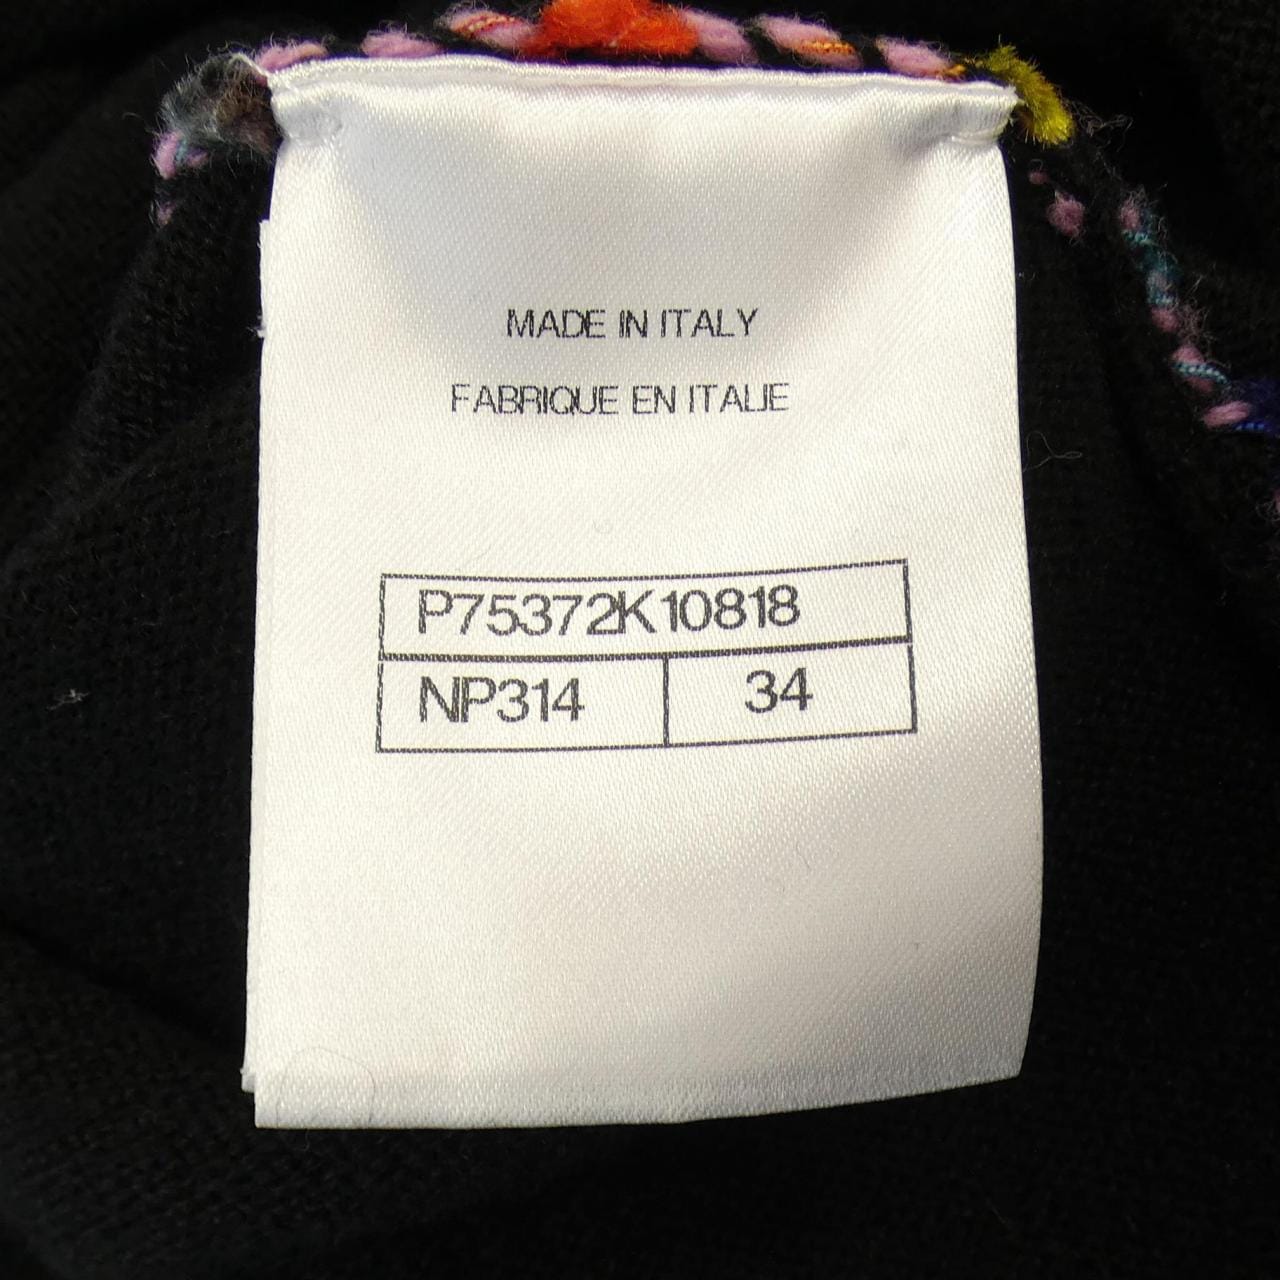 MADE IN ITALY
FABRIQUE EN ITALIE
P75372K10818
NP314 34